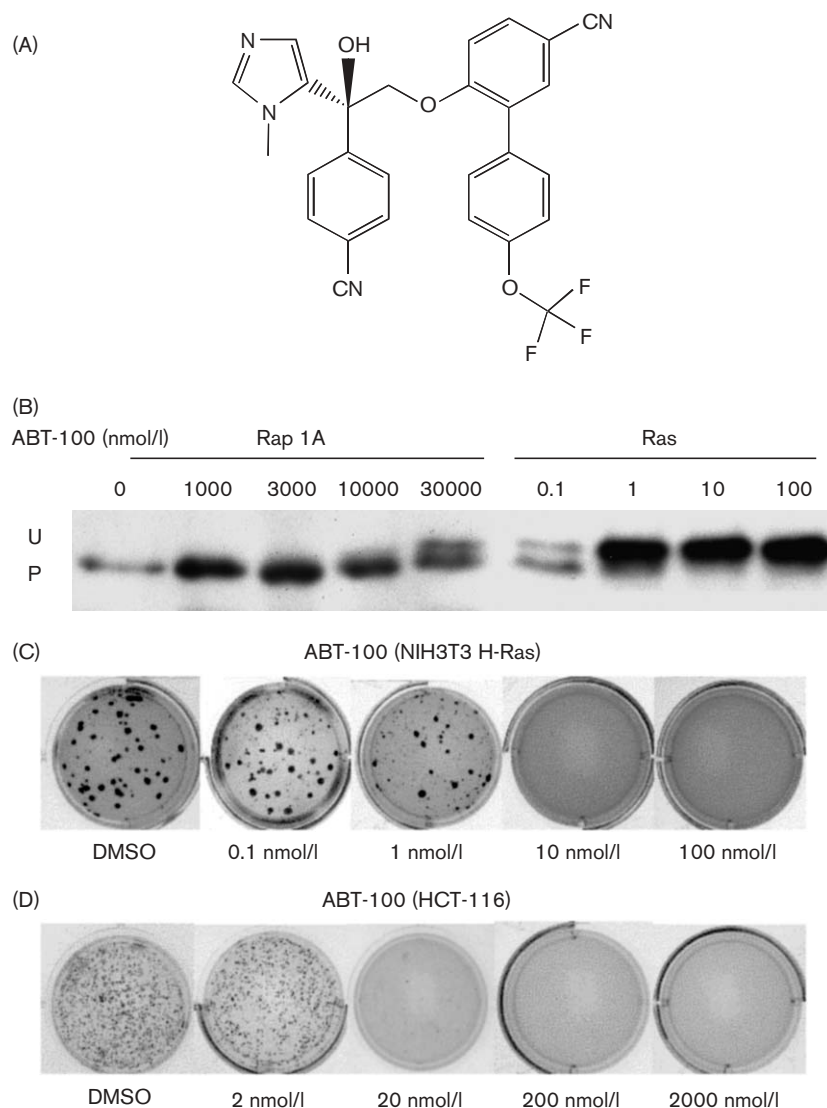 (A)
N
OH
CN
N
O
CN
O
F
F
F
(B)
ABT-100 (nmol/l) Rap 1A Ras
0 1000 3000 10000 30000 0.1 1 10 100
U
P
(C) ABT-100 (NIH3T3 H-Ras)
DMSO 0.1 nmol/l 1 nmol/l 10 nmol/l 100 nmol/l
(D) ABT-100 (HCT-116)
DMSO 2 nmol/l 20 nmol/l 200 nmol/l 2000 nmol/l